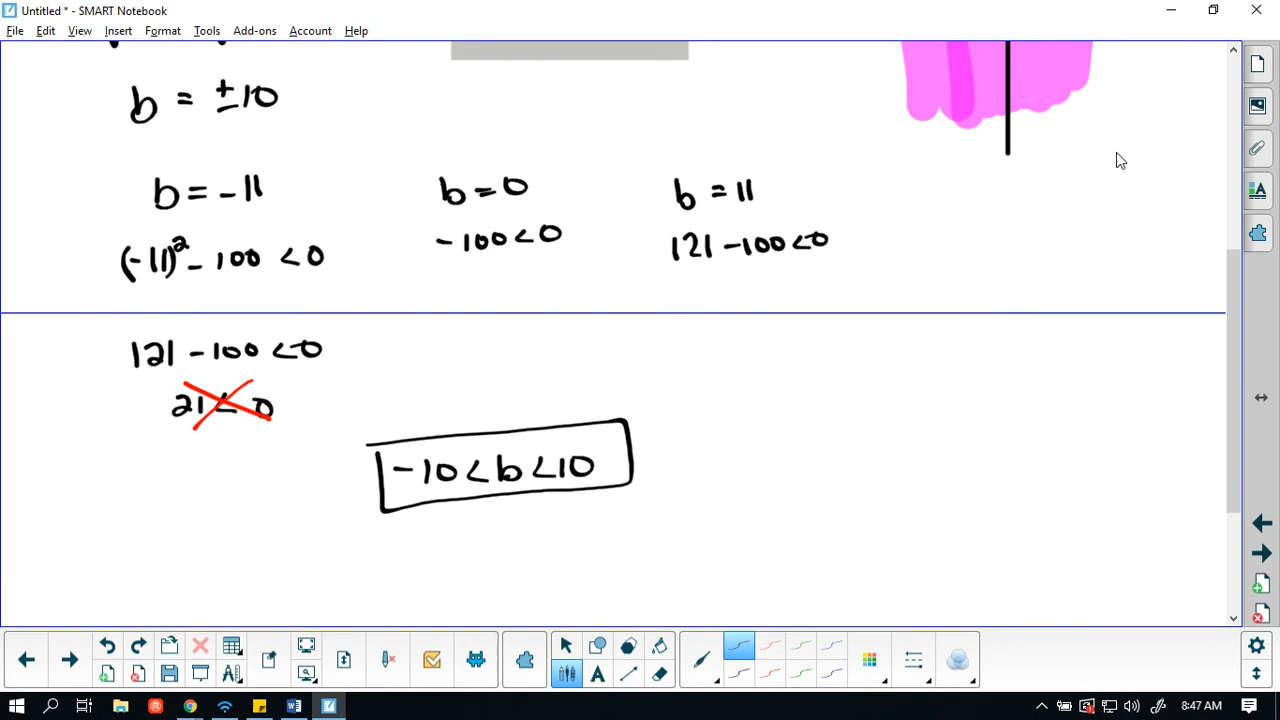 Untitled * - SMART Notebook
File Edit View Insert Format Tools Add-ons Account Help
b = ±10
b = -11
b = 0
b = 11
(-11)² - 100 < 0
-100 < 0
121 - 100 < 0
121 - 100 < 0
21 < 0
-10 < b < 10
A
8:47 AM